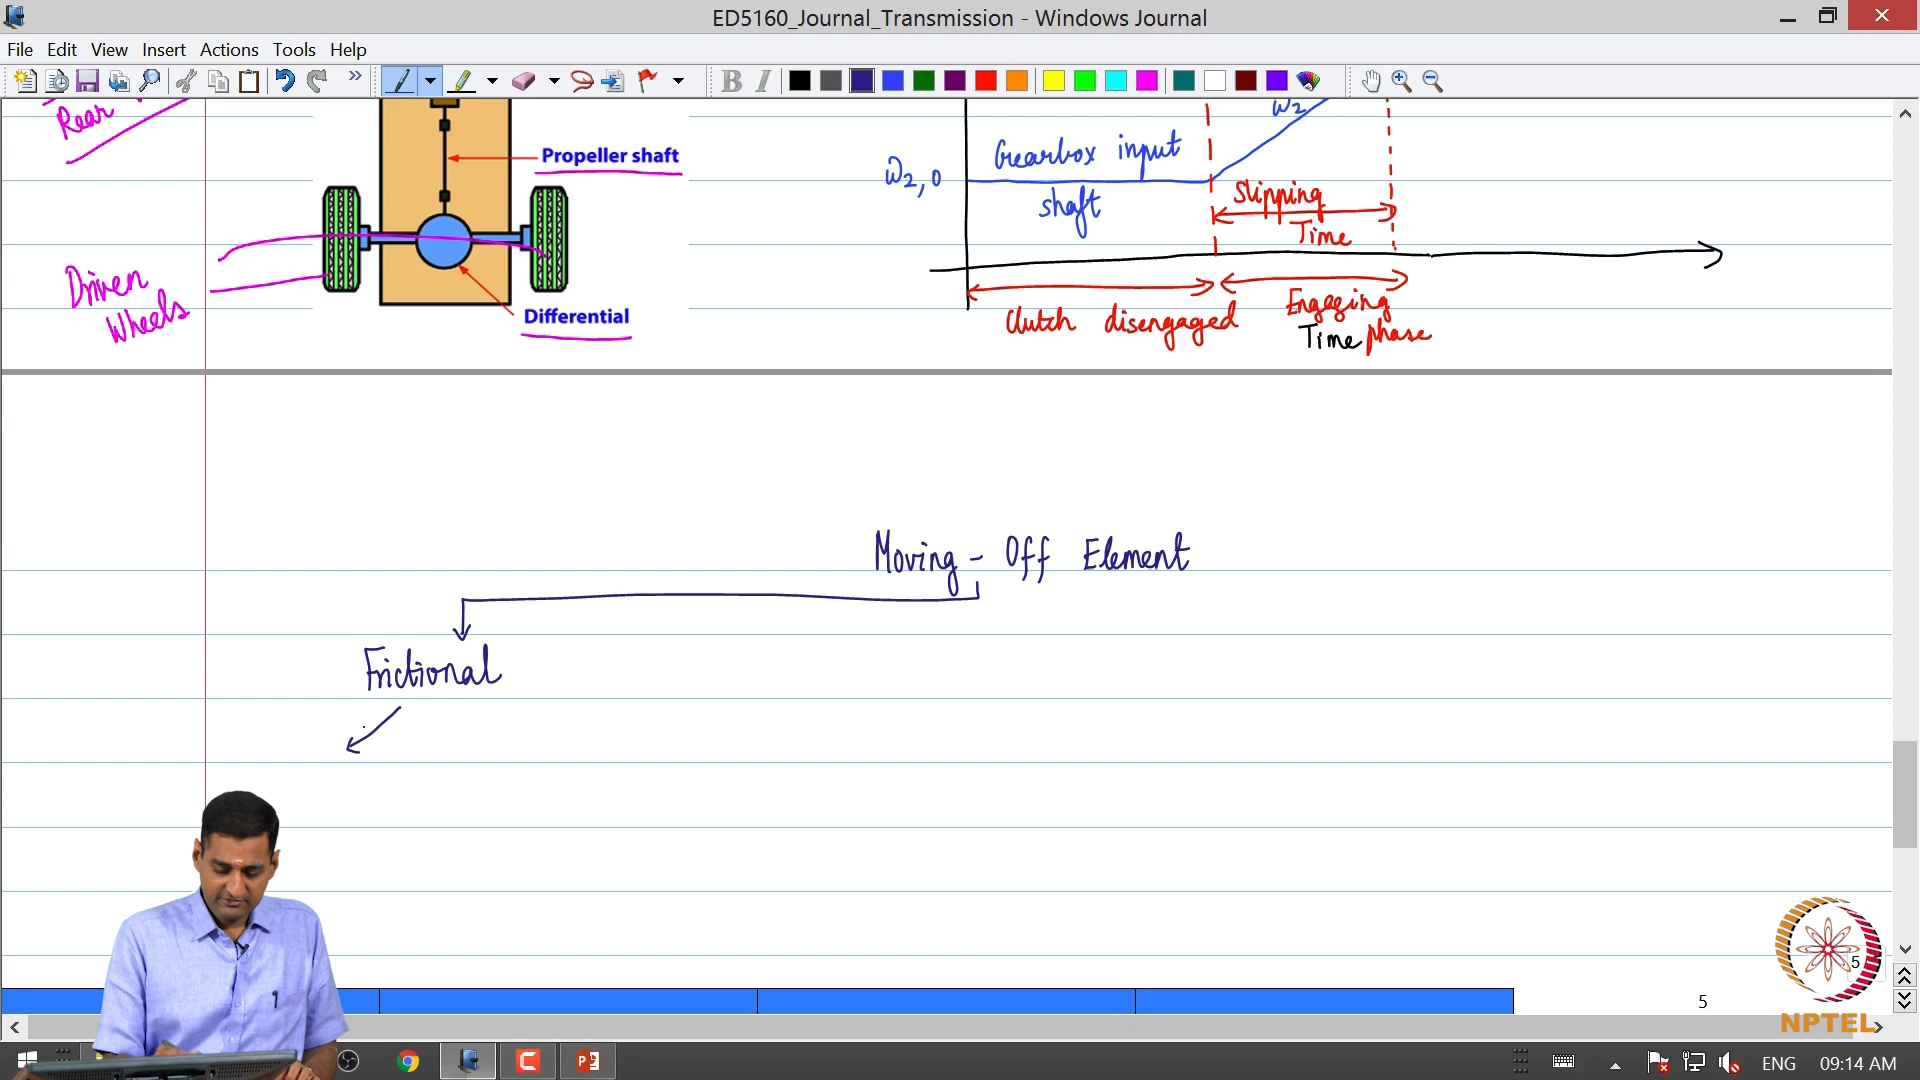 ED5160_Journal_Transmission - Windows Journal
File Edit View Insert Actions Tools Help
Rear
Propeller shaft
Differential
Driven
Wheels
ω2
ω2,0
Gearbox input
shaft
Slipping
Time
Clutch disengaged
Engaging
Time phase
Moving - Off Element
Frictional
5
5
NPTEL
ENG 09:14 AM